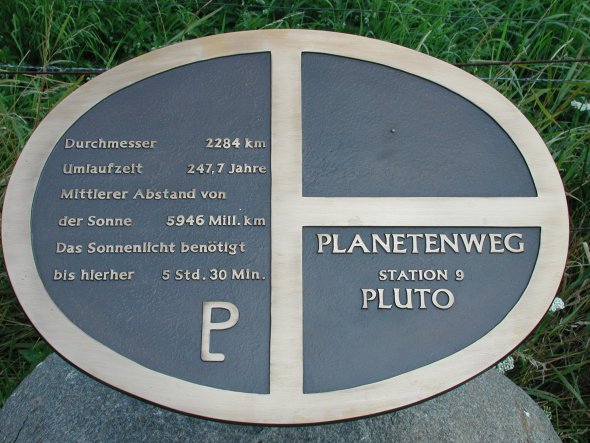 Durchmesser 2284 km
Umlaufzeit 247,7 Jahre
Mittlerer Abstand von
der Sonne 5946 Mill. km
Das Sonnenlicht benötigt
bis hierher 5 Std. 30 Min.
PLANETENWEG
STATION 9
PLUTO